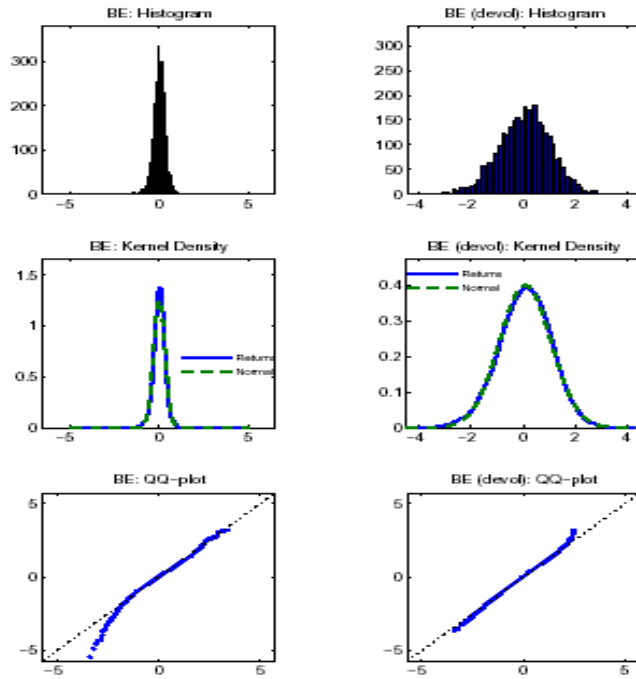 BE: Histogram
300
200
100
0
-5 0 5
BE (devol): Histogram
300
250
200
150
100
50
0
-4 -2 0 2 4
BE: Kernel Density
1.5
1
0.5
0
-5 0 5
Returns
Normal
BE (devol): Kernel Density
0.4
0.3
0.2
0.1
0
-4 -2 0 2 4
Returns
Normal
BE: QQ-plot
5
0
-5
-5 0 5
BE (devol): QQ-plot
5
0
-5
-5 0 5